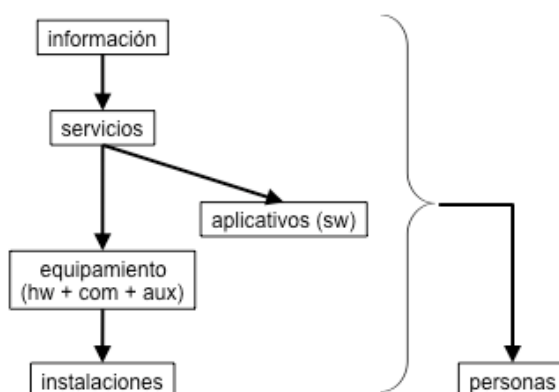 información
servicios
aplicativos (sw)
equipamiento
(hw + com + aux)
instalaciones
personas